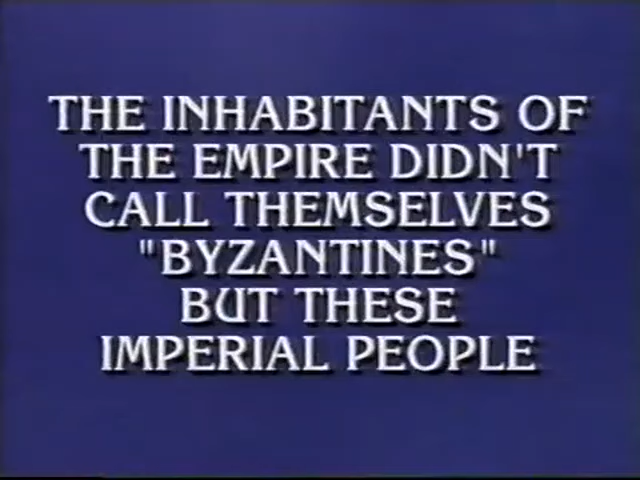 THE INHABITANTS OF
THE EMPIRE DIDN'T
CALL THEMSELVES
"BYZANTINES"
BUT THESE
IMPERIAL PEOPLE